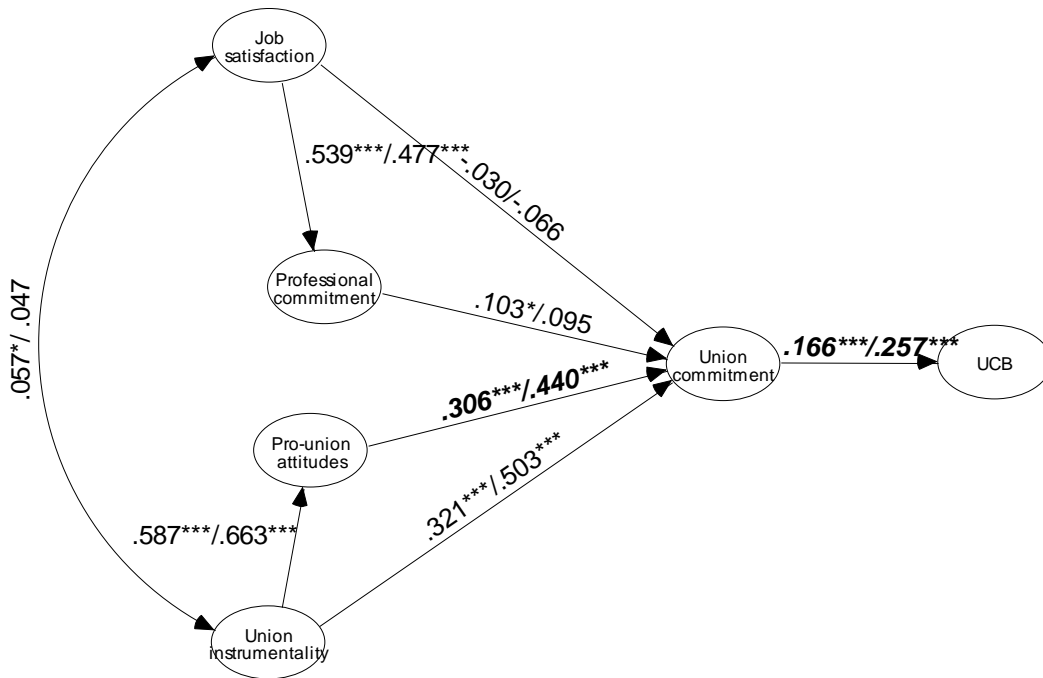 Job
satisfaction
.539***/.477***
-.030/-.066
Professional
commitment
.057*/ .047
.103*/.095
.166***/.257***
Union
commitment
UCB
.306***/.440***
Pro-union
attitudes
.321***/.503***
.587***/.663***
Union
instrumentality